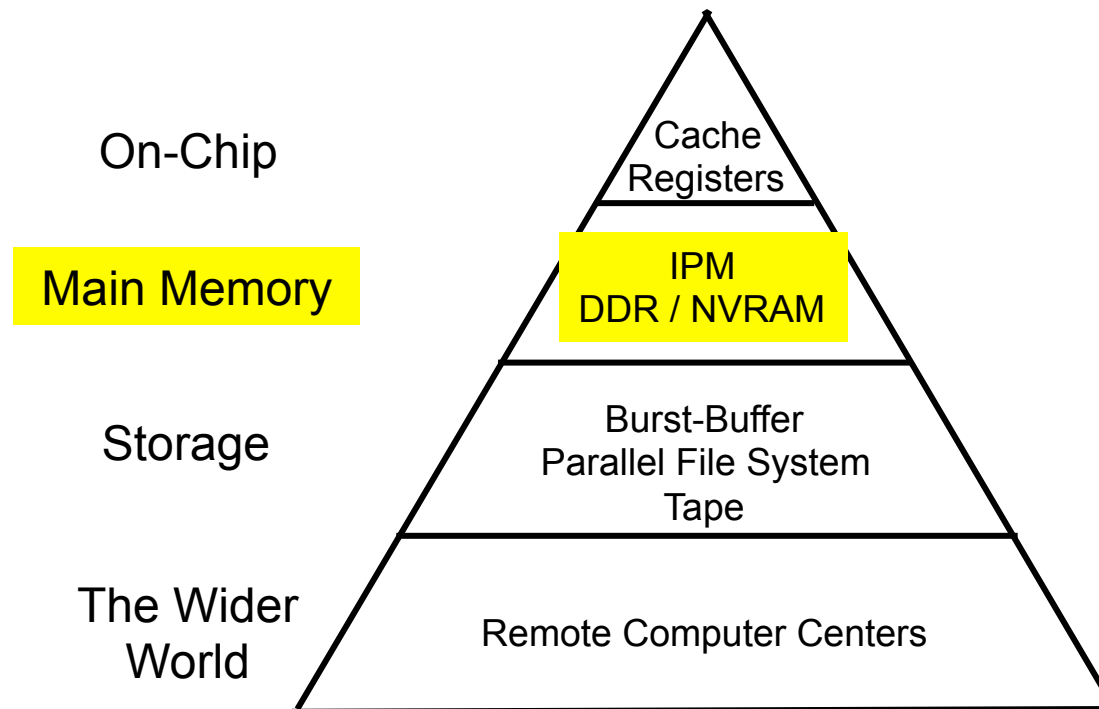 On-Chip
Cache
Registers
Main Memory
IPM
DDR / NVRAM
Storage
Burst-Buffer
Parallel File System
Tape
The Wider
World
Remote Computer Centers